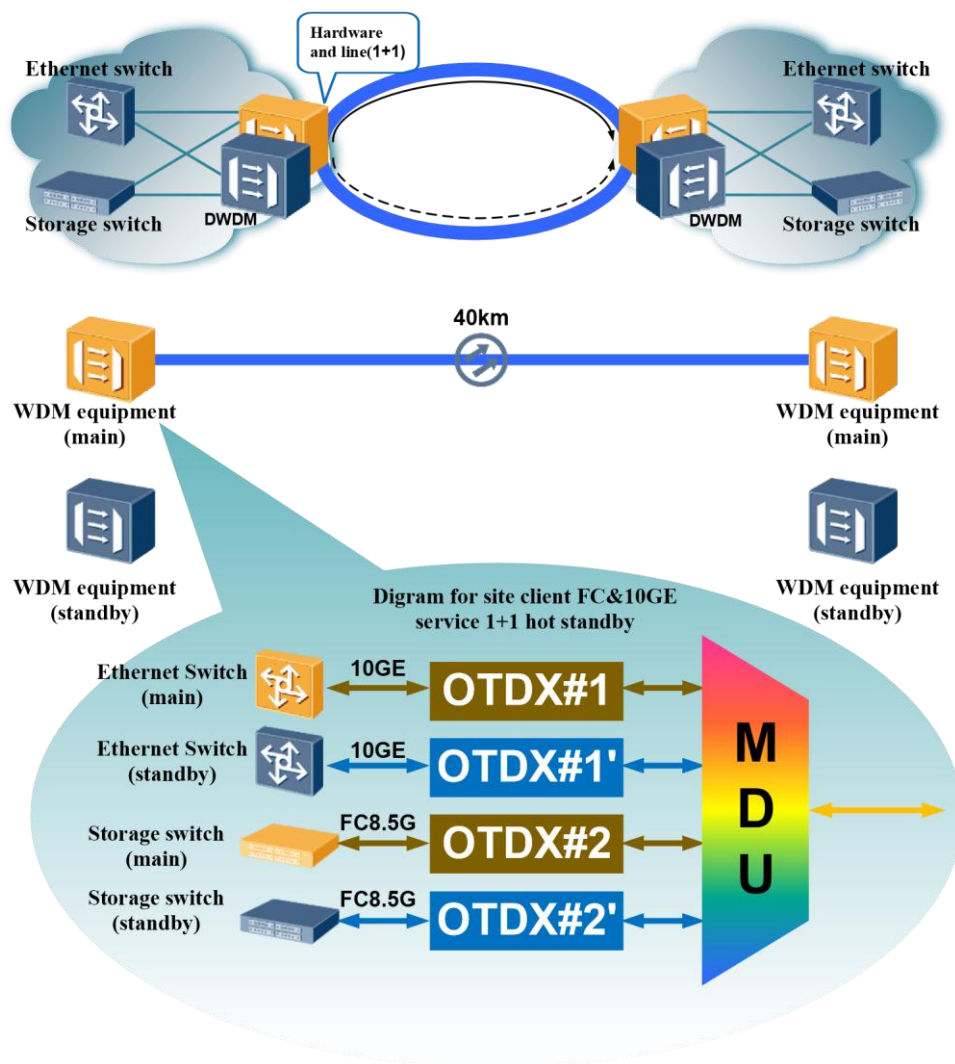 Hardware
and line(1+1)
Ethernet switch
Ethernet switch
Storage switch
DWDM
DWDM
Storage switch
40km
WDM equipment
(main)
WDM equipment
(main)
WDM equipment
(standby)
WDM equipment
(standby)
Digram for site client FC&10GE
service 1+1 hot standby
Ethernet Switch
(main)
10GE
OTDX#1
Ethernet Switch
(standby)
10GE
OTDX#1'
Storage switch
(main)
FC8.5G
OTDX#2
Storage switch
(standby)
FC8.5G
OTDX#2'
M
D
U